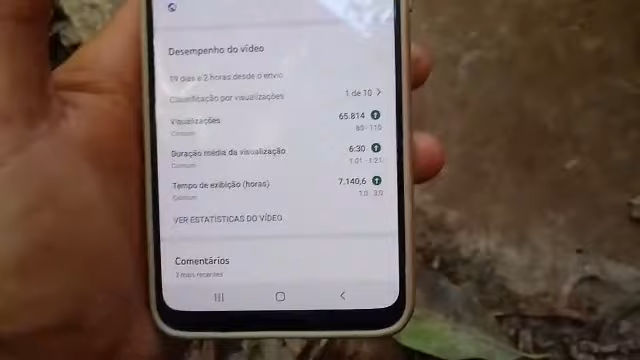 Desempenho do vídeo
19 dias e 2 horas desde o envio
Classificação por visualizações 1 de 10
Visualizações 65.814
Comum 80 - 110
Duração média da visualização 6:30
Comum 1:01 - 1:21
Tempo de exibição (horas) 7.140,6
Comum 1,0 - 3,0
VER ESTATÍSTICAS DO VÍDEO
Comentários
3 mais recentes